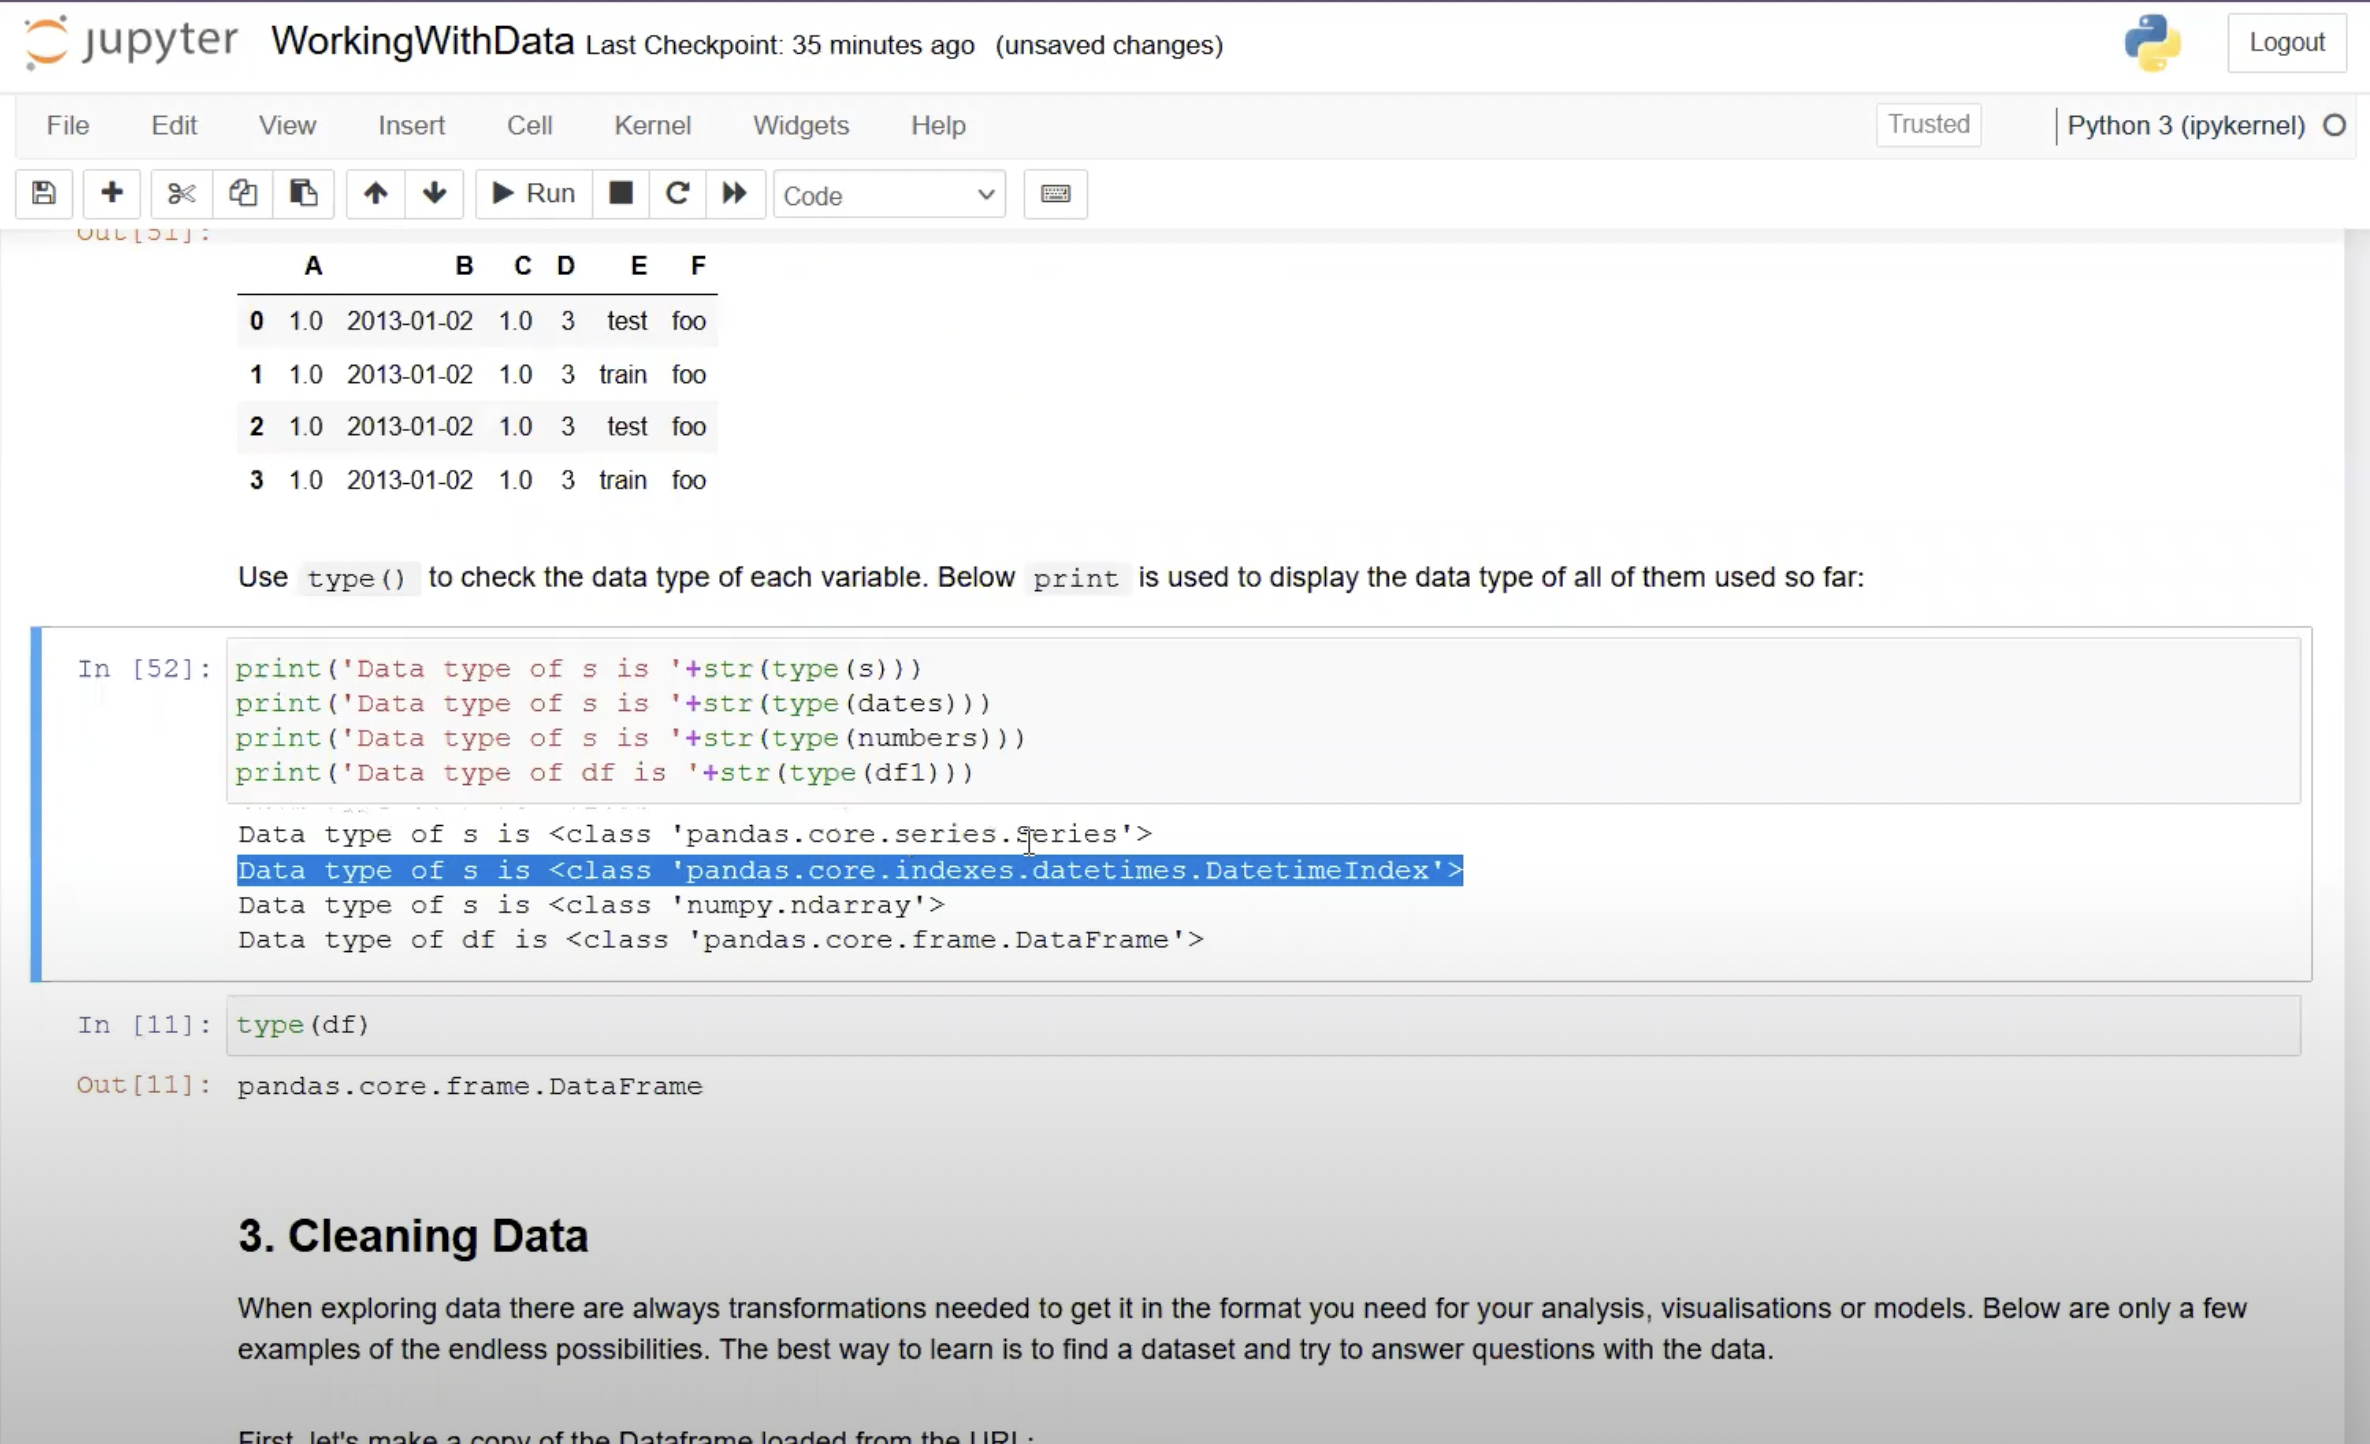 jupyter WorkingWithData Last Checkpoint: 35 minutes ago (unsaved changes) Logout
File Edit View Insert Cell Kernel Widgets Help Trusted Python 3 (ipykernel)
Run Code
Out[51]:
A B C D E F
0 1.0 2013-01-02 1.0 3 test foo
1 1.0 2013-01-02 1.0 3 train foo
2 1.0 2013-01-02 1.0 3 test foo
3 1.0 2013-01-02 1.0 3 train foo
Use type() to check the data type of each variable. Below print is used to display the data type of all of them used so far:
In [52]: print('Data type of s is '+str(type(s)))
print('Data type of s is '+str(type(dates)))
print('Data type of s is '+str(type(numbers)))
print('Data type of df is '+str(type(df1)))
Data type of s is <class 'pandas.core.series.Series'>
Data type of s is <class 'pandas.core.indexes.datetimes.DatetimeIndex'>
Data type of s is <class 'numpy.ndarray'>
Data type of df is <class 'pandas.core.frame.DataFrame'>
In [11]: type(df)
Out[11]: pandas.core.frame.DataFrame
3. Cleaning Data
When exploring data there are always transformations needed to get it in the format you need for your analysis, visualisations or models. Below are only a few
examples of the endless possibilities. The best way to learn is to find a dataset and try to answer questions with the data.
First, let's make a copy of the Dataframe loaded from the URL: